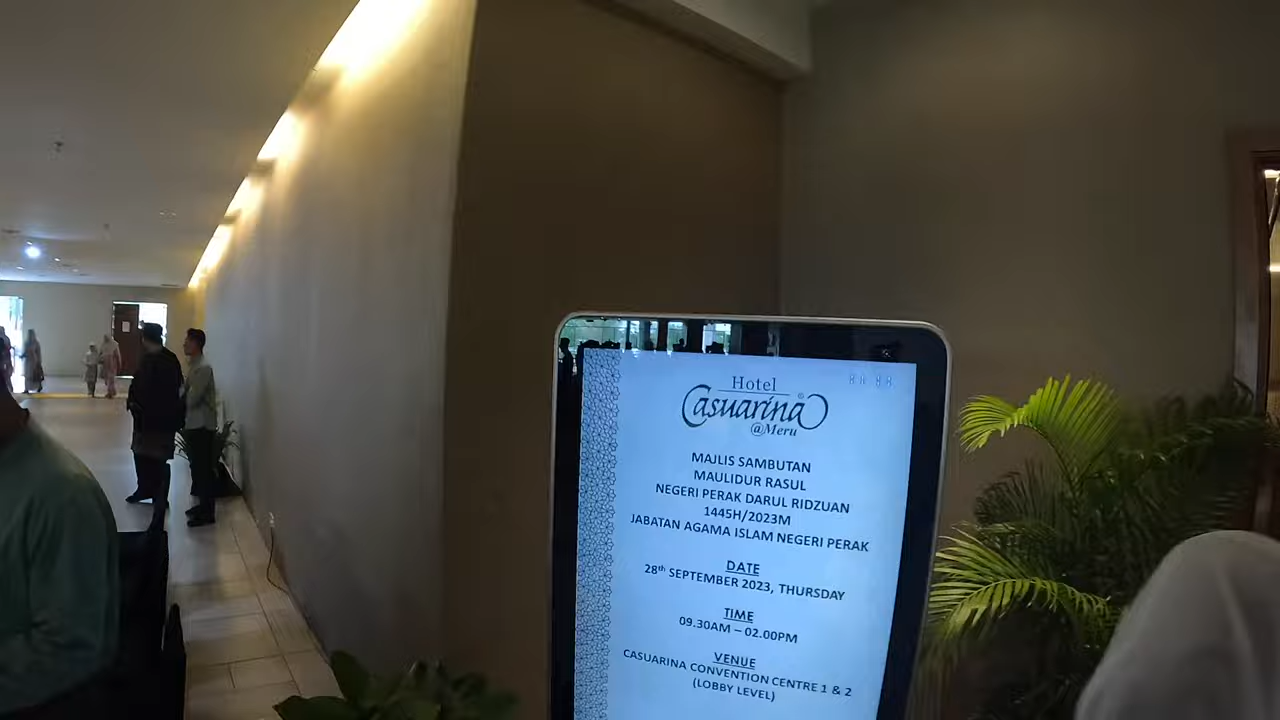 Hotel
Casuarina
@Meru
MAJLIS SAMBUTAN
MAULIDUR RASUL
NEGERI PERAK DARUL RIDZUAN
1445H/2023M
JABATAN AGAMA ISLAM NEGERI PERAK
DATE
28th SEPTEMBER 2023, THURSDAY
TIME
09.30AM – 02.00PM
VENUE
CASUARINA CONVENTION CENTRE 1 & 2
(LOBBY LEVEL)